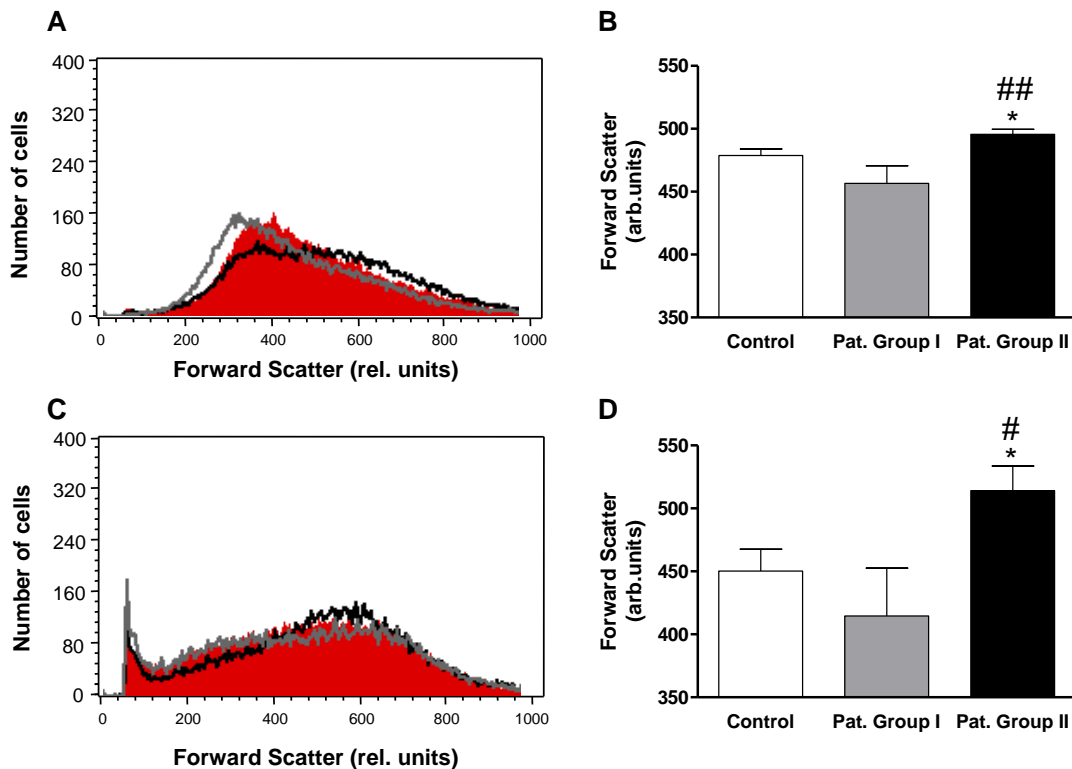 A
Number of cells
400
320
240
160
80
0
0 200 400 600 800 1000
Forward Scatter (rel. units)
B
Forward Scatter
(arb.units)
550
500
450
400
350
##
*
Control Pat. Group I Pat. Group II
C
Number of cells
400
320
240
160
80
0
0 200 400 600 800 1000
Forward Scatter (rel. units)
D
Forward Scatter
(arb.units)
550
500
450
400
350
#
*
Control Pat. Group I Pat. Group II